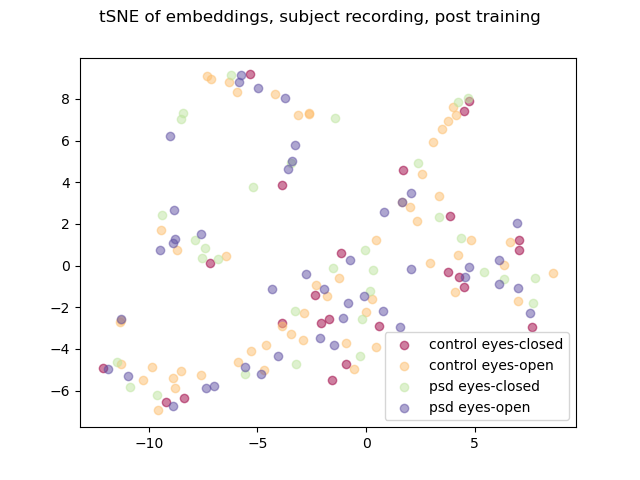 tSNE of embeddings, subject recording, post training
8
6
4
2
0
−2
−4
−6
−10
−5
0
5
control eyes-closed
control eyes-open
psd eyes-closed
psd eyes-open